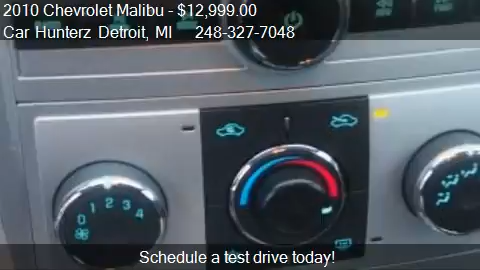 2010 Chevrolet Malibu - $12,999.00
Car Hunterz Detroit, MI 248-327-7048
0 1 2 3 4
Schedule a test drive today!